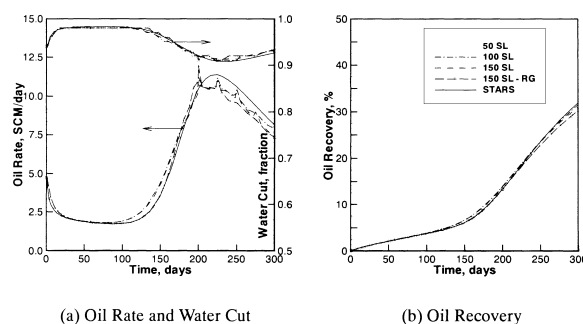 15.0
12.5
10.0
7.5
5.0
2.5
0.0
Oil Rate, SCM/day
1.0
0.9
0.8
0.7
0.6
0.5
Water Cut, fraction
0 50 100 150 200 250 300
Time, days
(a) Oil Rate and Water Cut
50
40
30
20
10
0
Oil Recovery, %
50 SL
100 SL
150 SL
150 SL - RG
STARS
0 50 100 150 200 250 300
Time, days
(b) Oil Recovery